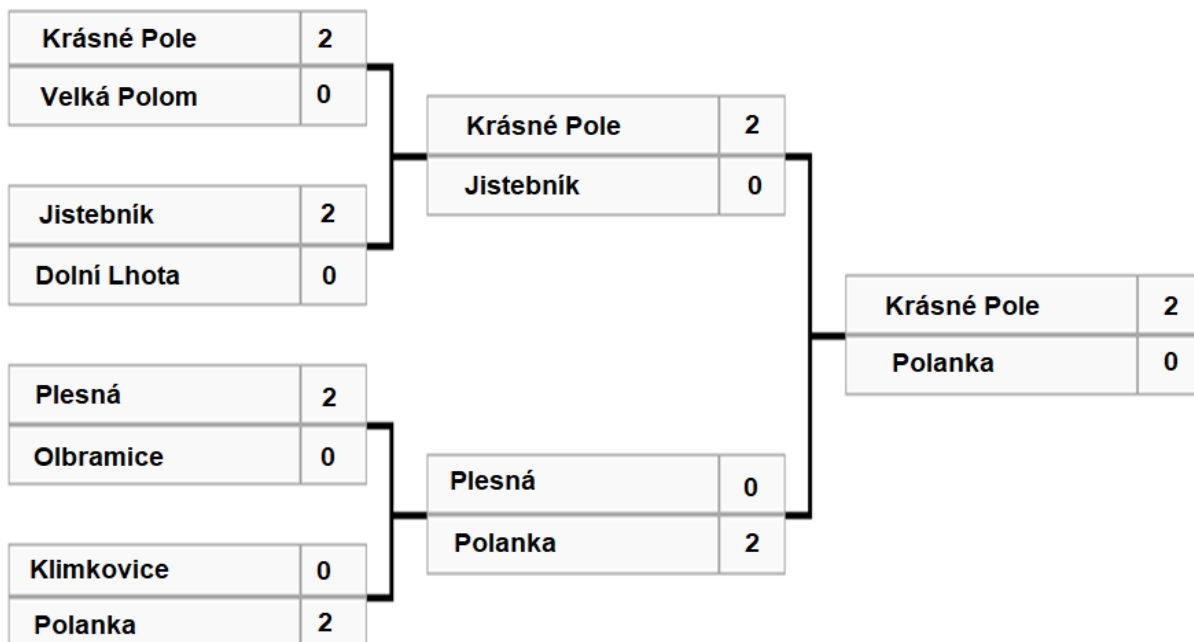 Krásné Pole 2
Velká Polom 0
Jistebník 2
Dolní Lhota 0
Plesná 2
Olbramice 0
Klimkovice 0
Polanka 2
Krásné Pole 2
Jistebník 0
Plesná 0
Polanka 2
Krásné Pole 2
Polanka 0